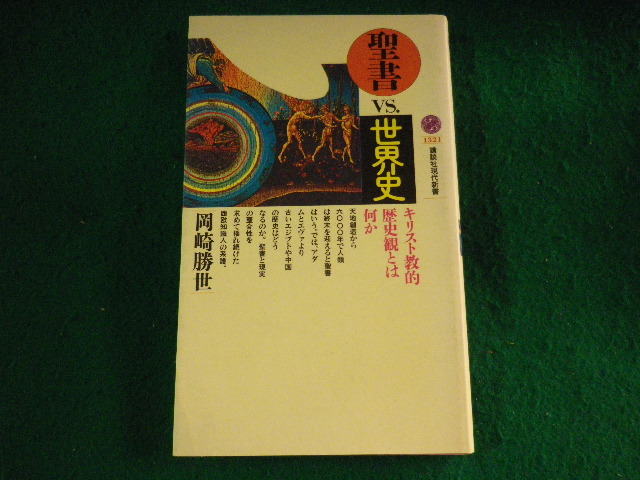 聖書
vs.
世界史
1321
講談社現代新書
キリスト教的
歴史観とは
何か
天地創造から
六〇〇〇年で人類
は終末を迎えると聖書
はいう。では、アダ
ムとエヴァより
古いエジプトや中国
の歴史はどう
なるのか。聖書と現実
の整合性を
求めて揺れ続けた
西欧知識人の系譜。
岡崎勝世